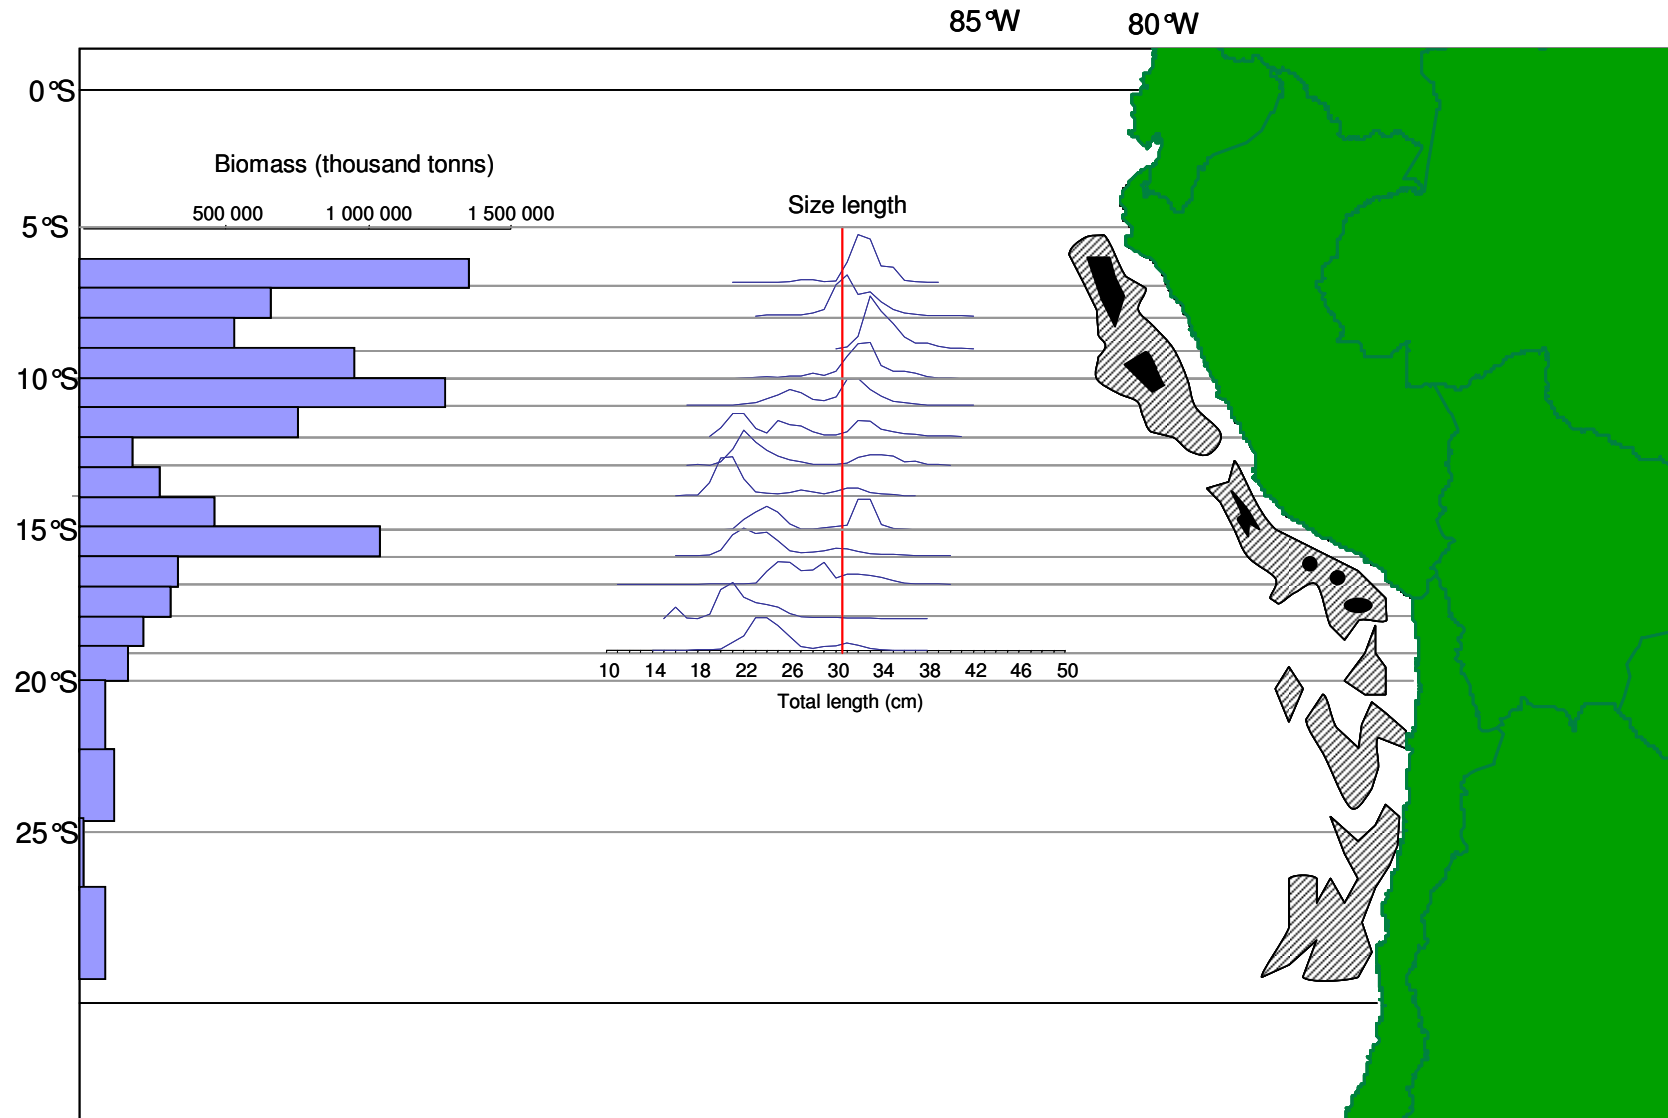 85°W 80°W
0°S
Biomass (thousand tonns)
500 000 1 000 000 1 500 000
Size length
5°S
10°S
15°S
10 14 18 22 26 30 34 38 42 46 50
20°S
Total length (cm)
25°S